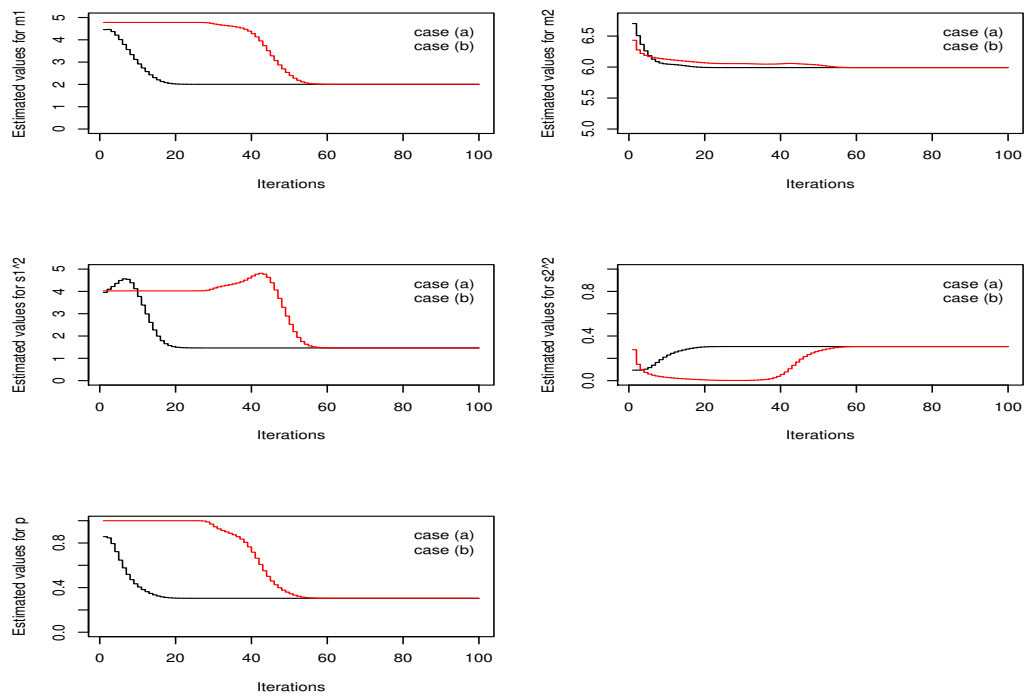 Estimated values for m1
5
4
3
2
1
0
case (a)
case (b)
0
20
40
60
80
100
Iterations
Estimated values for m2
6.5
6.0
5.5
5.0
case (a)
case (b)
0
20
40
60
80
100
Iterations
Estimated values for s1^2
5
4
3
2
1
0
case (a)
case (b)
0
20
40
60
80
100
Iterations
Estimated values for s2^2
0.8
0.4
0.0
case (a)
case (b)
0
20
40
60
80
100
Iterations
Estimated values for p
0.8
0.4
0.0
case (a)
case (b)
0
20
40
60
80
100
Iterations